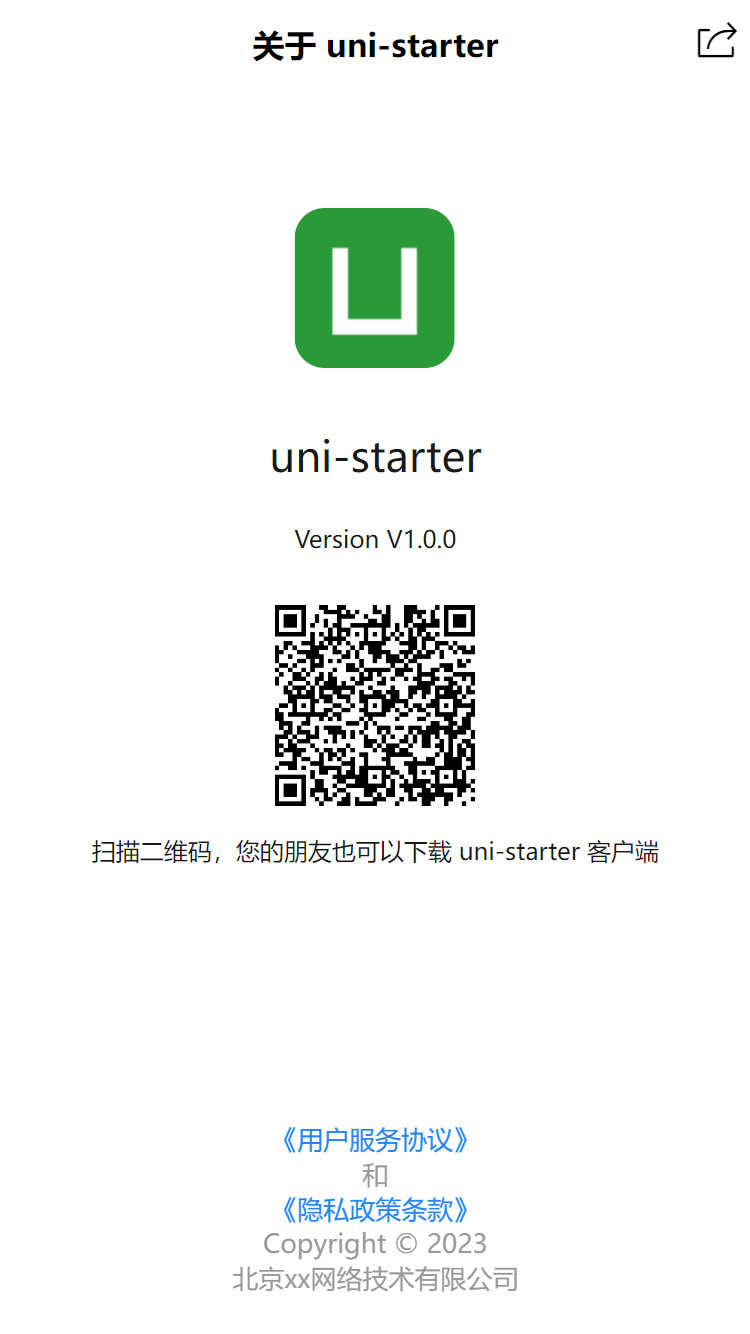 关于 uni-starter
uni-starter
Version V1.0.0
扫描二维码，您的朋友也可以下载 uni-starter 客户端
《用户服务协议》
和
《隐私政策条款》
Copyright © 2023
北京xx网络技术有限公司